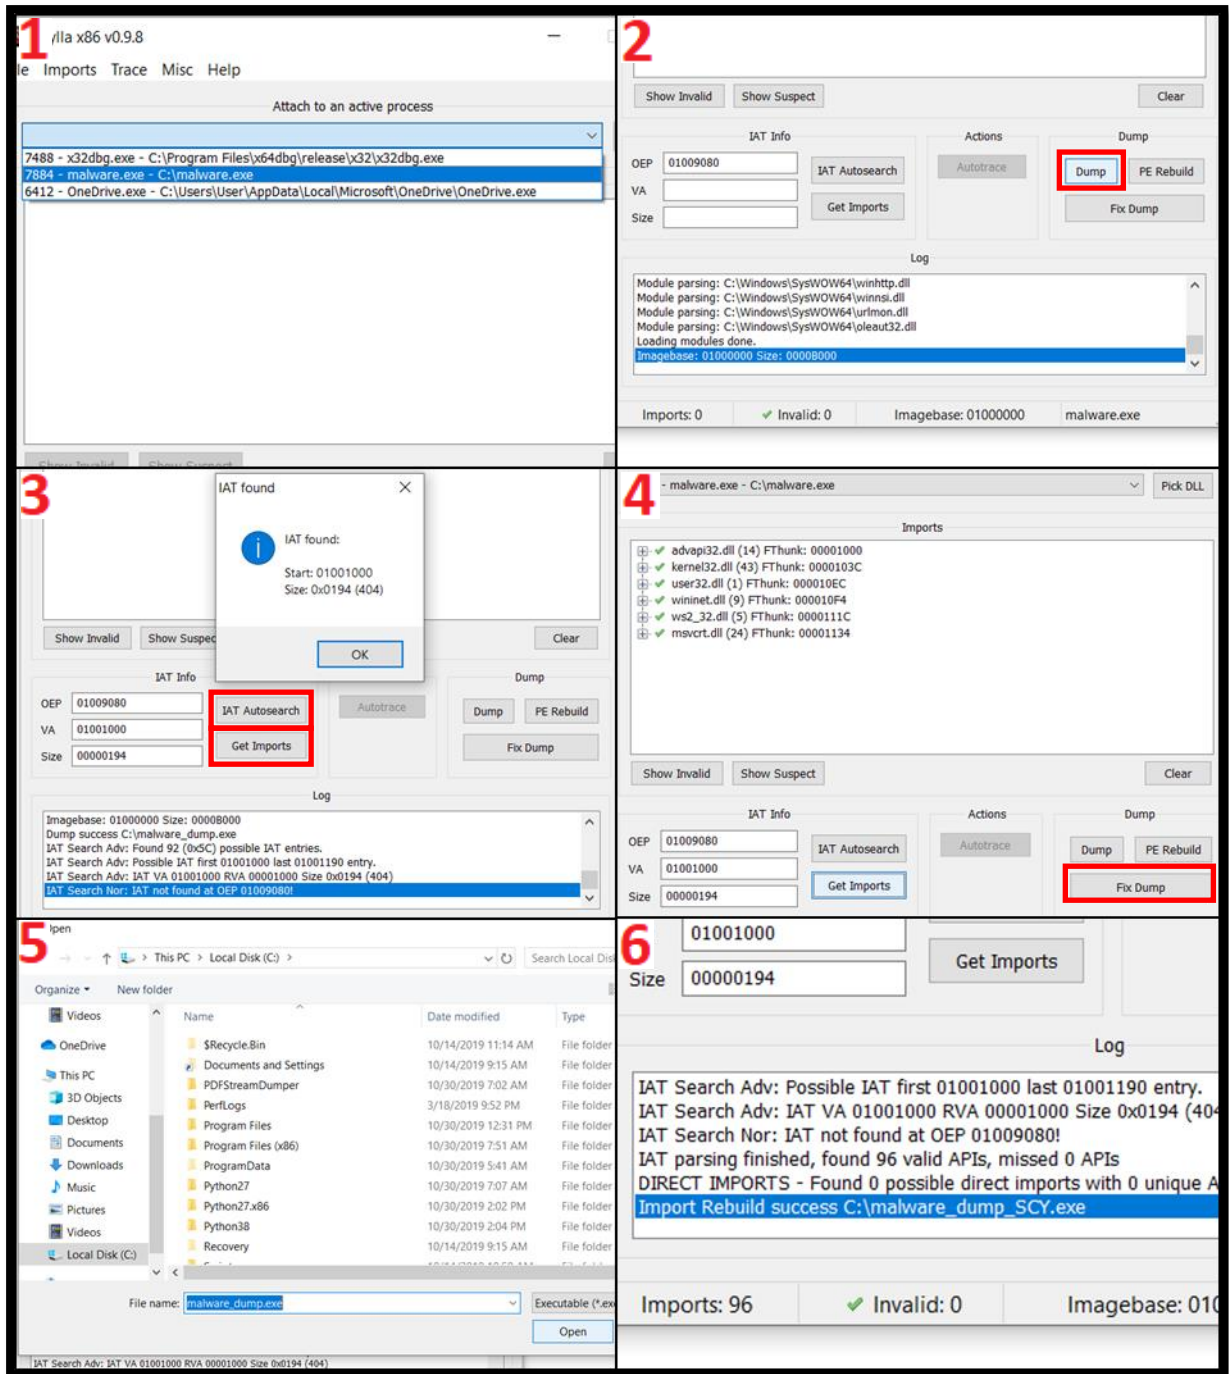 1
ylla x86 v0.9.8
le Imports Trace Misc Help
Attach to an active process
7488 - x32dbg.exe - C:\Program Files\x64dbg\release\x32\x32dbg.exe
7884 - malware.exe - C:\malware.exe
6412 - OneDrive.exe - C:\Users\User\AppData\Local\Microsoft\OneDrive\OneDrive.exe
Show Invalid Show Suspect
2
Show Invalid Show Suspect Clear
IAT Info Actions Dump
OEP 01009080 IAT Autosearch Autotrace Dump PE Rebuild
VA
Get Imports Fix Dump
Size
Log
Module parsing: C:\Windows\SysWOW64\winhttp.dll
Module parsing: C:\Windows\SysWOW64\winnsi.dll
Module parsing: C:\Windows\SysWOW64\urlmon.dll
Module parsing: C:\Windows\SysWOW64\oleaut32.dll
Loading modules done.
Imagebase: 01000000 Size: 0000B000
Imports: 0 Invalid: 0 Imagebase: 01000000 malware.exe
3
IAT found
IAT found:
Start: 01001000
Size: 0x0194 (404)
OK
Show Invalid Show Suspec Clear
IAT Info Dump
OEP 01009080 IAT Autosearch Autotrace Dump PE Rebuild
VA 01001000
Get Imports Fix Dump
Size 00000194
Log
Imagebase: 01000000 Size: 0000B000
Dump success C:\malware_dump.exe
IAT Search Adv: Found 92 (0x5C) possible IAT entries.
IAT Search Adv: Possible IAT first 01001000 last 01001190 entry.
IAT Search Adv: IAT VA 01001000 RVA 00001000 Size 0x0194 (404)
IAT Search Nor: IAT not found at OEP 01009080!
4
- malware.exe - C:\malware.exe Pick DLL
Imports
advapi32.dll (14) FThunk: 00001000
kernel32.dll (43) FThunk: 0000103C
user32.dll (1) FThunk: 000010EC
wininet.dll (9) FThunk: 000010F4
ws2_32.dll (5) FThunk: 0000111C
msvcrt.dll (24) FThunk: 00001134
Show Invalid Show Suspect Clear
IAT Info Actions Dump
OEP 01009080 IAT Autosearch Autotrace Dump PE Rebuild
VA 01001000
Get Imports Fix Dump
Size 00000194
5
Open
This PC > Local Disk (C:) > Search Local Dis
Organize New folder
Name Date modified Type
Videos
OneDrive
This PC
3D Objects
Desktop
Documents
Downloads
Music
Pictures
Videos
Local Disk (C:)
$Recycle.Bin 10/14/2019 11:14 AM File folder
Documents and Settings 10/14/2019 9:15 AM File folder
PDFStreamDumper 10/30/2019 7:02 AM File folder
PerfLogs 3/18/2019 9:52 PM File folder
Program Files 10/30/2019 12:31 PM File folder
Program Files (x86) 10/30/2019 7:51 AM File folder
ProgramData 10/30/2019 5:41 AM File folder
Python27 10/30/2019 7:07 AM File folder
Python27.x86 10/30/2019 2:02 PM File folder
Python38 10/30/2019 2:04 PM File folder
Recovery 10/14/2019 9:15 AM File folder
File name: malware_dump.exe Executable (*.ex
Open
IAT Search Adv: IAT VA 01001000 RVA 00001000 Size 0x0194 (404)
6
01001000
Get Imports
Size 00000194
Log
IAT Search Adv: Possible IAT first 01001000 last 01001190 entry.
IAT Search Adv: IAT VA 01001000 RVA 00001000 Size 0x0194 (404
IAT Search Nor: IAT not found at OEP 01009080!
IAT parsing finished, found 96 valid APIs, missed 0 APIs
DIRECT IMPORTS - Found 0 possible direct imports with 0 unique A
Import Rebuild success C:\malware_dump_SCY.exe
Imports: 96 Invalid: 0 Imagebase: 010